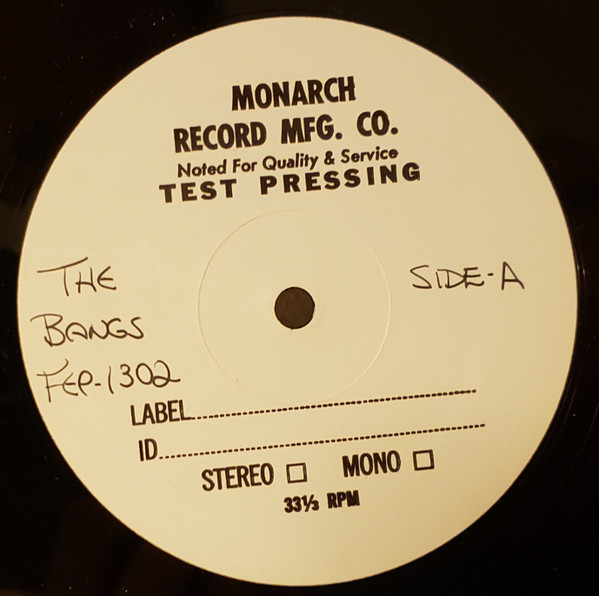 MONARCH
RECORD MFG. CO.
Noted For Quality & Service
TEST PRESSING
THE
BANGS
FEP-1302
SIDE-A
LABEL
ID
STEREO □ MONO □
33⅓ RPM